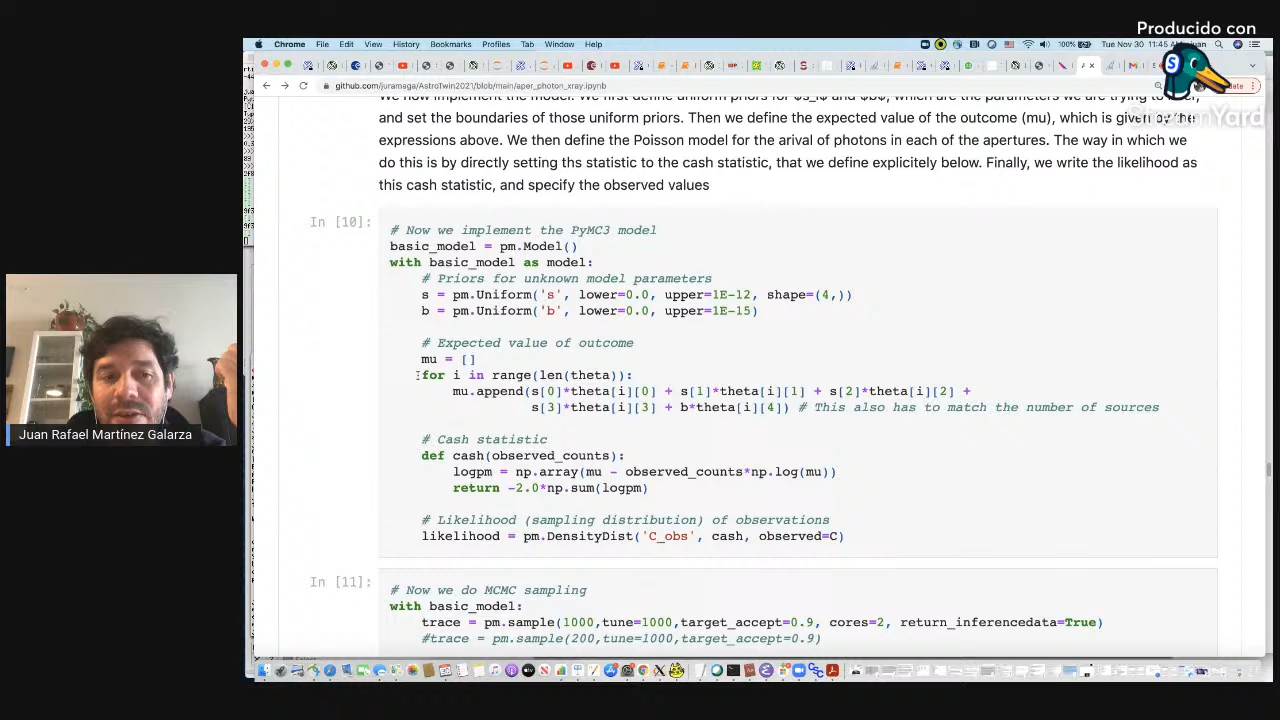 Producido con
StreamYard
Chrome File Edit View History Bookmarks Profiles Tab Window Help
100% Tue Nov 30 11:45 AM
github.com/juramaga/AstroTwin2021/blob/main/aper_photon_xray.ipynb
and set the boundaries of those uniform priors. Then we define the expected value of the outcome (mu), which is given by the
expressions above. We then define the Poisson model for the arival of photons in each of the apertures. The way in which we
do this is by directly setting ths statistic to the cash statistic, that we define explicitely below. Finally, we write the likelihood as
this cash statistic, and specify the observed values
In [10]:
# Now we implement the PyMC3 model
basic_model = pm.Model()
with basic_model as model:
# Priors for unknown model parameters
s = pm.Uniform('s', lower=0.0, upper=1E-12, shape=(4,))
b = pm.Uniform('b', lower=0.0, upper=1E-15)
# Expected value of outcome
mu = []
for i in range(len(theta)):
mu.append(s[0]*theta[i][0] + s[1]*theta[i][1] + s[2]*theta[i][2] +
s[3]*theta[i][3] + b*theta[i][4]) # This also has to match the number of sources
# Cash statistic
def cash(observed_counts):
logpm = np.array(mu - observed_counts*np.log(mu))
return -2.0*np.sum(logpm)
# Likelihood (sampling distribution) of observations
likelihood = pm.DensityDist('C_obs', cash, observed=C)
In [11]:
# Now we do MCMC sampling
with basic_model:
trace = pm.sample(1000,tune=1000,target_accept=0.9, cores=2, return_inferencedata=True)
#trace = pm.sample(200,tune=1000,target_accept=0.9)
Juan Rafael Martínez Galarza